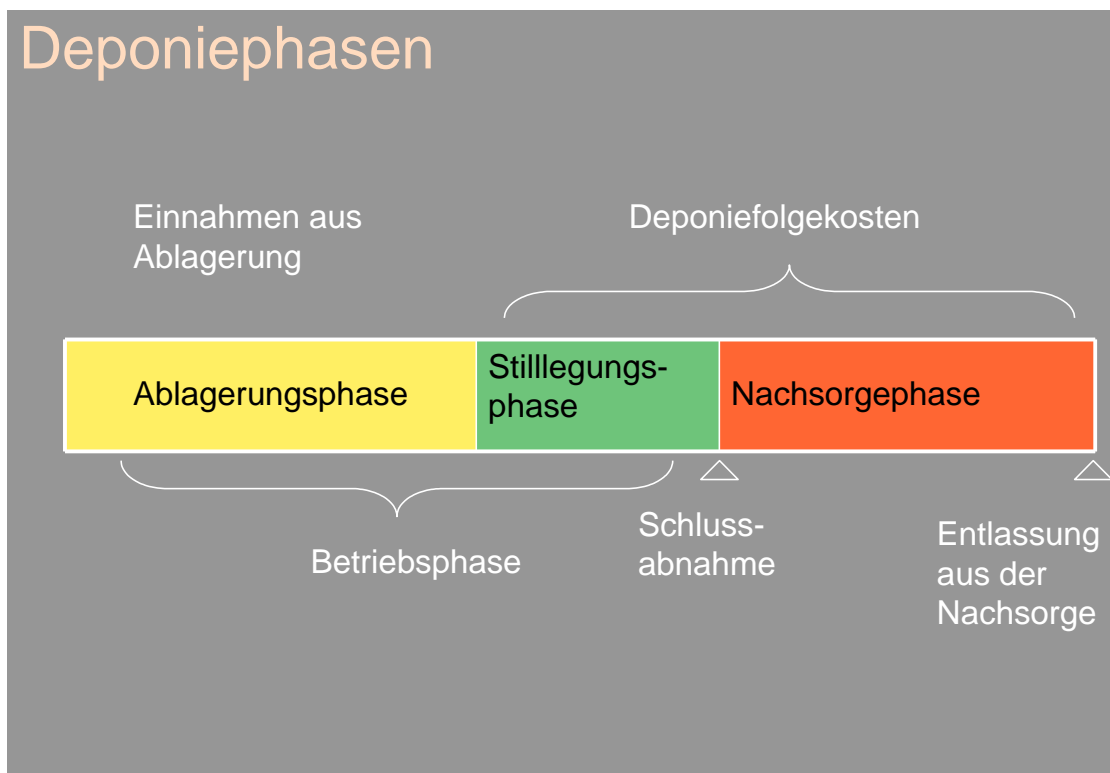 Deponiephasen
Einnahmen aus
Ablagerung
Deponiefolgekosten
Ablagerungsphase
Stilllegungs-
phase
Nachsorgephase
Betriebsphase
Schluss-
abnahme
Entlassung
aus der
Nachsorge